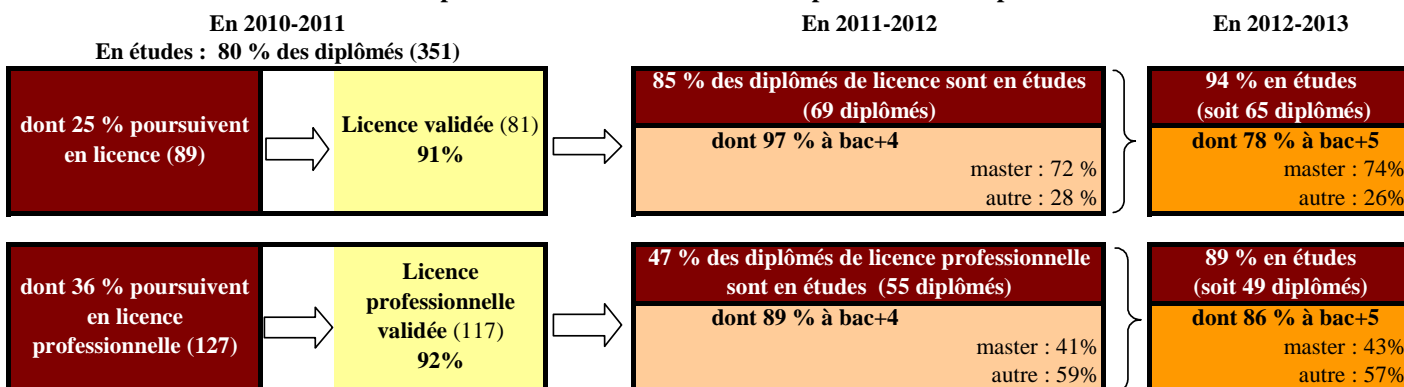 En 2010-2011
En études : 80 % des diplômés (351)
En 2011-2012
En 2012-2013
dont 25 % poursuivent
en licence (89)
Licence validée (81)
91%
85 % des diplômés de licence sont en études
(69 diplômés)
dont 97 % à bac+4
master : 72 %
autre : 28 %
94 % en études
(soit 65 diplômés)
dont 78 % à bac+5
master : 74%
autre : 26%
dont 36 % poursuivent
en licence
professionnelle (127)
Licence
professionnelle
validée (117)
92%
47 % des diplômés de licence professionnelle
sont en études (55 diplômés)
dont 89 % à bac+4
master : 41%
autre : 59%
89 % en études
(soit 49 diplômés)
dont 86 % à bac+5
master : 43%
autre : 57%